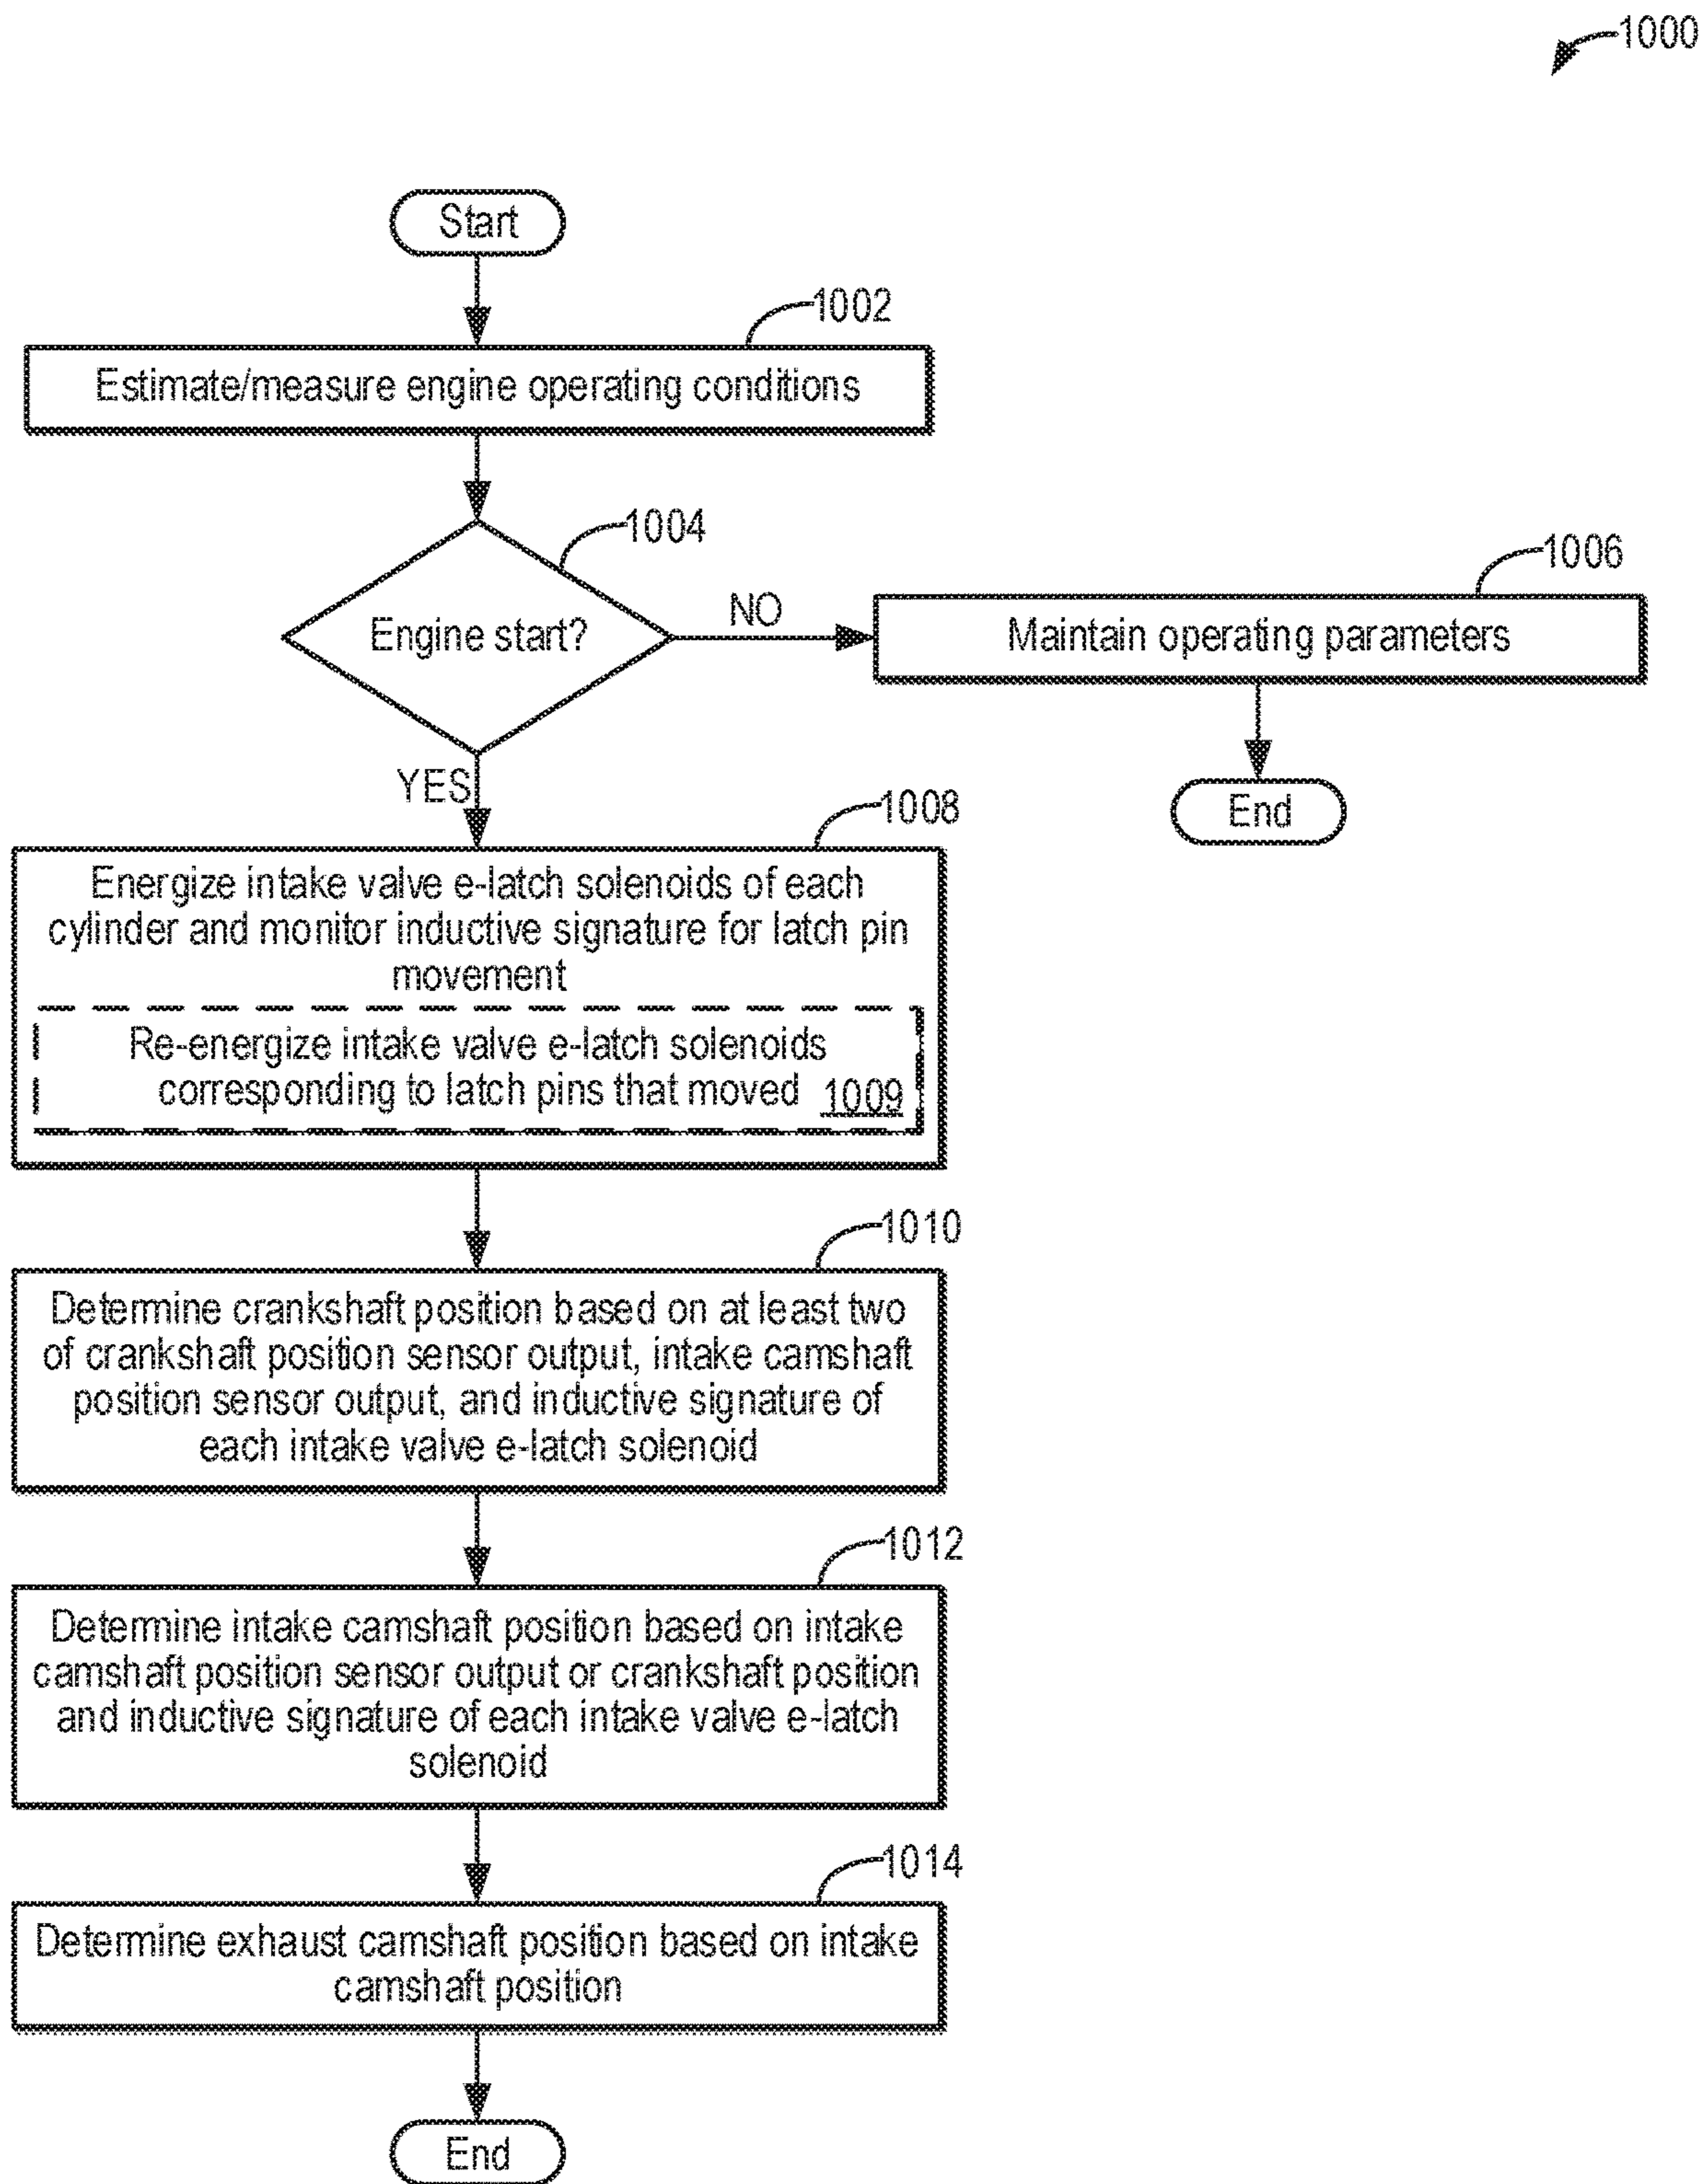 1000
Start
1002
Estimate/measure engine operating conditions
1004
Engine start?
NO
1006
Maintain operating parameters
End
YES
1008
Energize intake valve e-latch solenoids of each
cylinder and monitor inductive signature for latch pin
movement
Re-energize intake valve e-latch solenoids
corresponding to latch pins that moved 1009
1010
Determine crankshaft position based on at least two
of crankshaft position sensor output, intake camshaft
position sensor output, and inductive signature of
each intake valve e-latch solenoid
1012
Determine intake camshaft position based on intake
camshaft position sensor output or crankshaft position
and inductive signature of each intake valve e-latch
solenoid
1014
Determine exhaust camshaft position based on intake
camshaft position
End